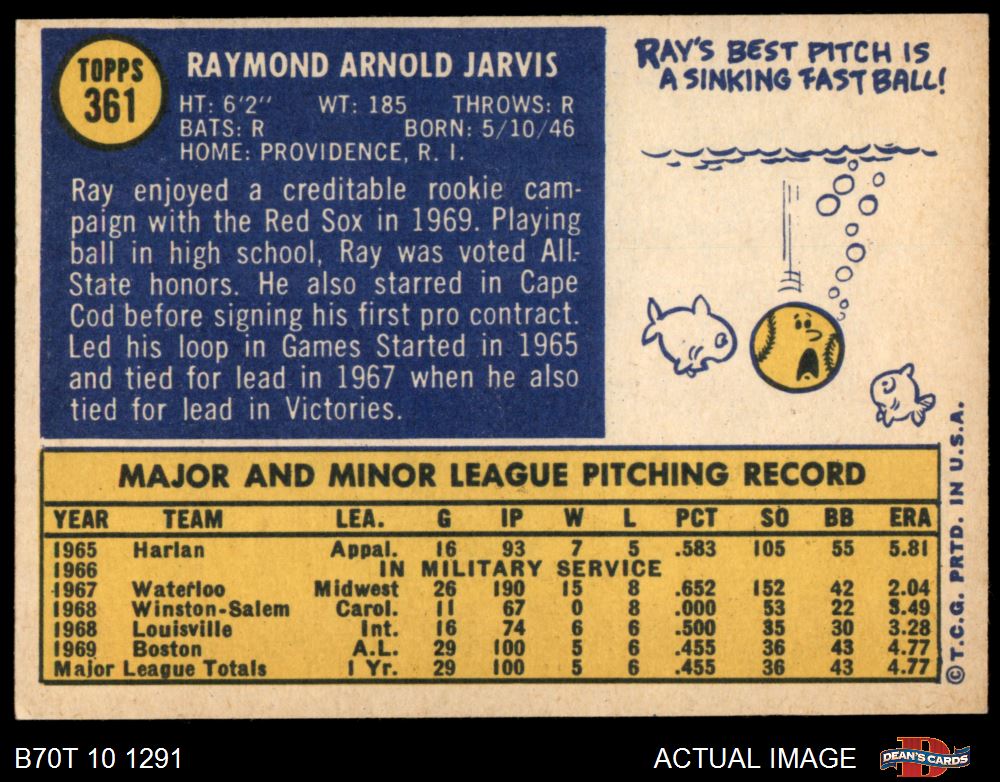 TOPPS
361
RAYMOND ARNOLD JARVIS
HT: 6'2" WT: 185 THROWS: R
BATS: R BORN: 5/10/46
HOME: PROVIDENCE, R. I.
Ray enjoyed a creditable rookie cam-
paign with the Red Sox in 1969. Playing
ball in high school, Ray was voted All-
State honors. He also starred in Cape
Cod before signing his first pro contract.
Led his loop in Games Started in 1965
and tied for lead in 1967 when he also
tied for lead in Victories.
RAY'S BEST PITCH IS
A SINKING FAST BALL!
MAJOR AND MINOR LEAGUE PITCHING RECORD
YEAR TEAM LEA. G IP W L PCT SO BB ERA
1965 Harlan Appal. 16 93 7 5 .583 105 55 5.81
1966 IN MILITARY SERVICE
1967 Waterloo Midwest 26 190 15 8 .652 152 42 2.04
1968 Winston-Salem Carol. 11 67 0 8 .000 53 22 3.49
1968 Louisville Int. 16 74 6 6 .500 35 30 3.28
1969 Boston A.L. 29 100 5 6 .455 36 43 4.77
Major League Totals 1 Yr. 29 100 5 6 .455 36 43 4.77
© T.C.G. PRTD. IN U.S.A.
B70T 10 1291
ACTUAL IMAGE
DEAN'S CARDS